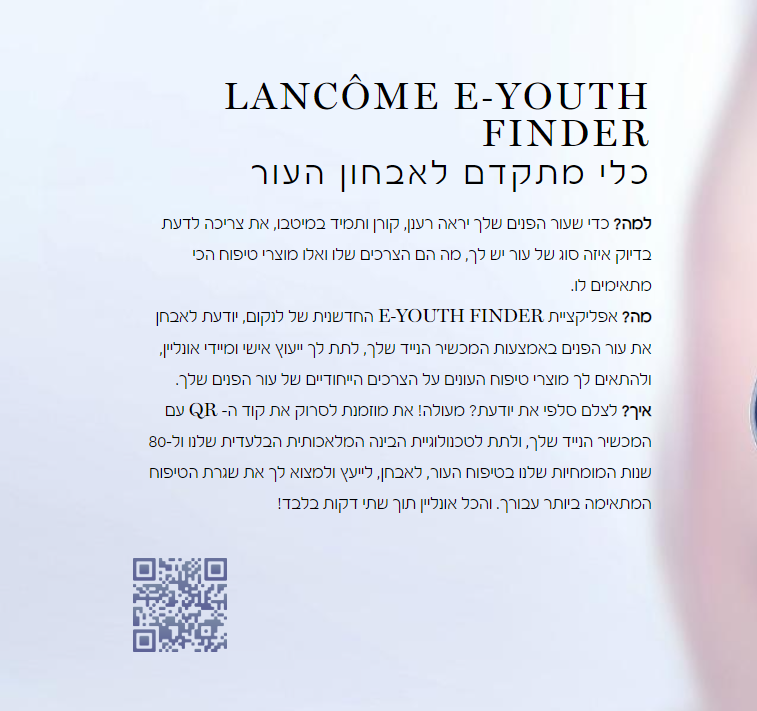 LANCÔME E-YOUTH
FINDER
כלי מתקדם לאבחון העור
למה? כדי שעור הפנים שלך יראה רענן, קורן ותמיד במיטבו, את צריכה לדעת
בדיוק איזה סוג של עור יש לך, מה הם הצרכים שלו ואלו מוצרי טיפוח הכי
מתאימים לו.
מה? אפליקציית E-YOUTH FINDER החדשנית של לנקום, יודעת לאבחן
את עור הפנים באמצעות המכשיר הנייד שלך, לתת לך ייעוץ אישי ומיידי אונליין,
ולהתאים לך מוצרי טיפוח העונים על הצרכים הייחודיים של עור הפנים שלך.
איך? לצלם סלפי את יודעת? מעולה! את מוזמנת לסרוק את קוד ה- QR עם
המכשיר הנייד שלך, ולתת לטכנולוגיית הבינה המלאכותית הבלעדית שלנו ול-80
שנות המומחיות שלנו בטיפוח העור, לאבחן, לייעץ ולמצוא לך את שגרת הטיפוח
המתאימה ביותר עבורך. והכל אונליין תוך שתי דקות בלבד!